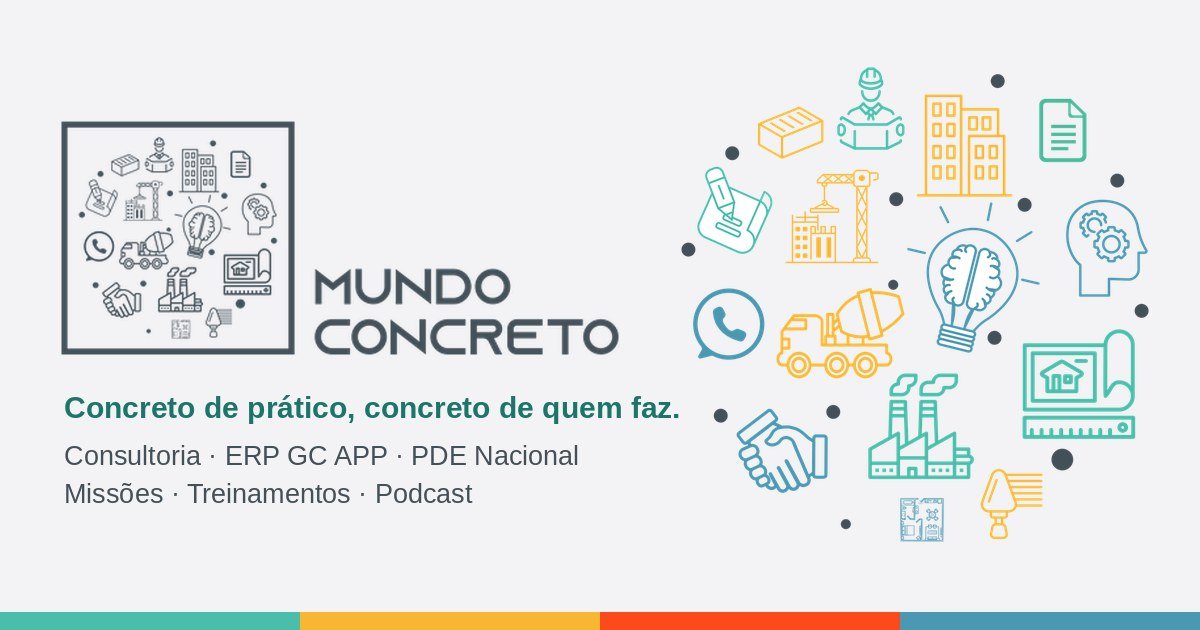 MUNDO
CONCRETO
Concreto de prático, concreto de quem faz.
Consultoria · ERP GC APP · PDE Nacional
Missões · Treinamentos · Podcast